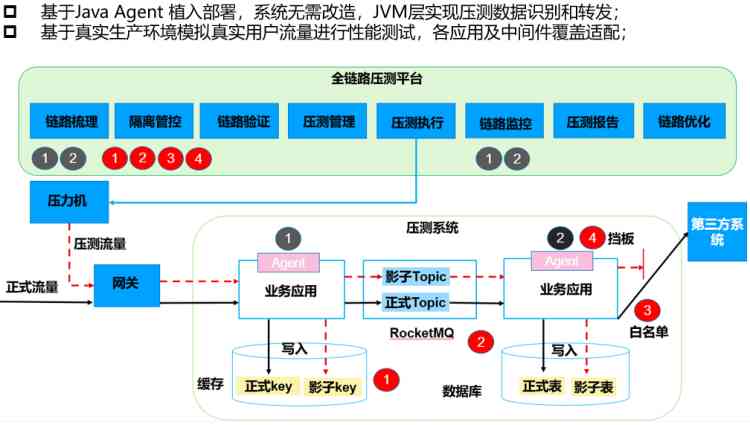 基于Java Agent 植入部署，系统无需改造，JVM层实现压测数据识别和转发；
基于真实生产环境模拟真实用户流量进行性能测试，各应用及中间件覆盖适配；
全链路压测平台
链路梳理 隔离管控 链路验证 压测管理 压测执行 链路监控 压测报告 链路优化
1 2 1 2 3 4 1 2
压力机
压测流量
正式流量
网关
压测系统
1
Agent
业务应用
影子Topic
正式Topic
RocketMQ
2
2 4 挡板
Agent
业务应用
第三方系
统
3
白名单
写入
缓存
正式key 影子key
1
写入
数据库
正式表 影子表